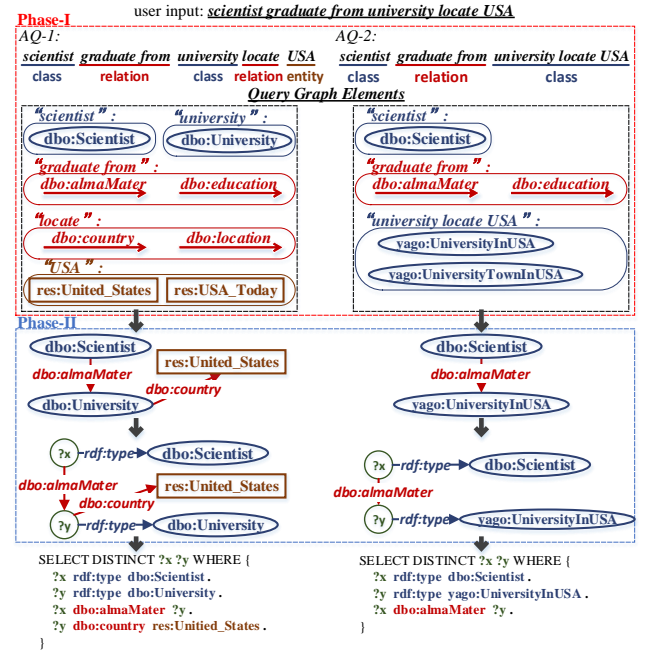 user input: scientist graduate from university locate USA
Phase-I
AQ-1:
scientist graduate from university locate USA
class relation class relation entity
AQ-2:
scientist graduate from university locate USA
class relation class
Query Graph Elements
"scientist" :
dbo:Scientist
"university" :
dbo:University
"graduate from" :
dbo:almaMater dbo:education
"locate" :
dbo:country dbo:location
"USA" :
res:United_States res:USA_Today
"scientist" :
dbo:Scientist
"graduate from" :
dbo:almaMater dbo:education
"university locate USA" :
yago:UniversityInUSA
yago:UniversityTownInUSA
Phase-II
dbo:Scientist
res:United_States
dbo:almaMater
dbo:country
dbo:University
?x rdf:type dbo:Scientist
dbo:almaMater
res:United_States
dbo:country
?y rdf:type dbo:University
dbo:Scientist
dbo:almaMater
yago:UniversityInUSA
?x rdf:type dbo:Scientist
dbo:almaMater
?y rdf:type yago:UniversityInUSA
SELECT DISTINCT ?x ?y WHERE {
?x rdf:type dbo:Scientist .
?y rdf:type dbo:University .
?x dbo:almaMater ?y .
?y dbo:country res:Unitied_States .
}
SELECT DISTINCT ?x ?y WHERE {
?x rdf:type dbo:Scientist .
?y rdf:type yago:UniversityInUSA .
?x dbo:almaMater ?y .
}